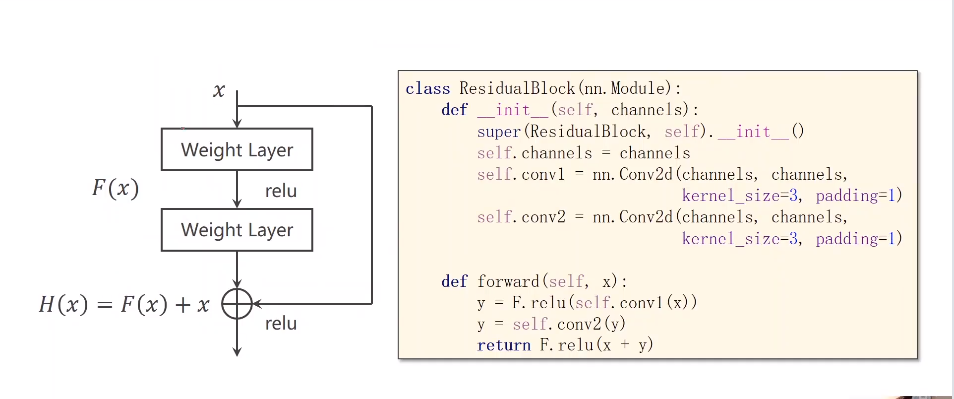 x
Weight Layer
F(x)
relu
Weight Layer
H(x) = F(x) + x
relu
class ResidualBlock(nn.Module):
    def __init__(self, channels):
        super(ResidualBlock, self).__init__()
        self.channels = channels
        self.conv1 = nn.Conv2d(channels, channels,
                               kernel_size=3, padding=1)
        self.conv2 = nn.Conv2d(channels, channels,
                               kernel_size=3, padding=1)
    def forward(self, x):
        y = F.relu(self.conv1(x))
        y = self.conv2(y)
        return F.relu(x + y)